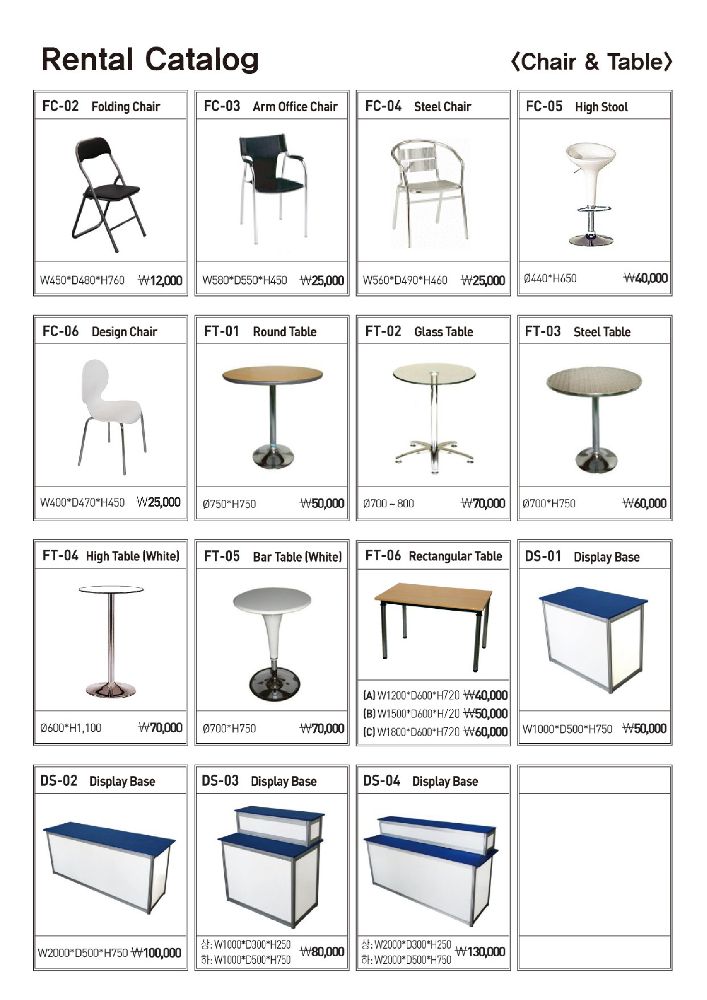 Rental Catalog
〈Chair & Table〉
FC-02 Folding Chair
W450*D480*H760 ₩12,000
FC-03 Arm Office Chair
W580*D550*H450 ₩25,000
FC-04 Steel Chair
W560*D490*H460 ₩25,000
FC-05 High Stool
Ø440*H650 ₩40,000
FC-06 Design Chair
W400*D470*H450 ₩25,000
FT-01 Round Table
Ø750*H750 ₩50,000
FT-02 Glass Table
Ø700 ~ 800 ₩70,000
FT-03 Steel Table
Ø700*H750 ₩60,000
FT-04 High Table (White)
Ø600*H1,100 ₩70,000
FT-05 Bar Table (White)
Ø700*H750 ₩70,000
FT-06 Rectangular Table
(A) W1200*D600*H720 ₩40,000
(B) W1500*D600*H720 ₩50,000
(C) W1800*D600*H720 ₩60,000
DS-01 Display Base
W1000*D500*H750 ₩50,000
DS-02 Display Base
W2000*D500*H750 ₩100,000
DS-03 Display Base
상: W1000*D300*H250
하: W1000*D500*H750
₩80,000
DS-04 Display Base
상: W2000*D300*H250
하: W2000*D500*H750
₩130,000